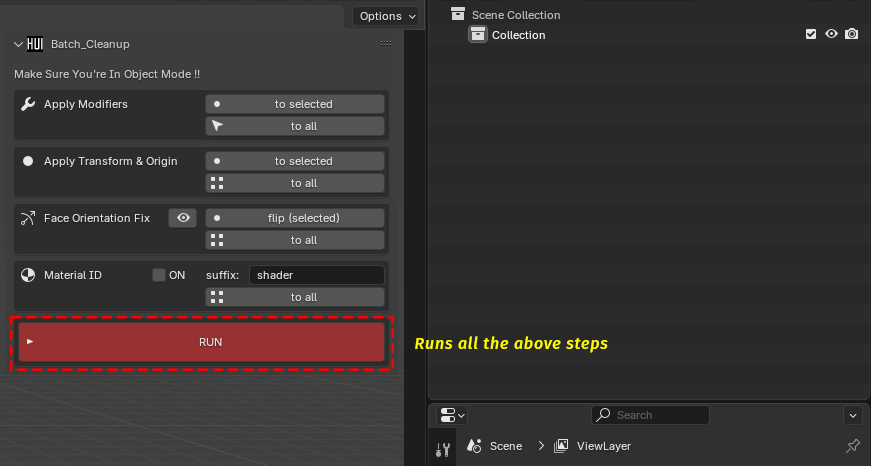 Options
HUI Batch_Cleanup
Make Sure You're In Object Mode !!
Apply Modifiers to selected
to all
Apply Transform & Origin to selected
to all
Face Orientation Fix flip (selected)
to all
Material ID ON suffix: shader
to all
RUN
Runs all the above steps
Scene Collection
Collection
Search
Scene ViewLayer